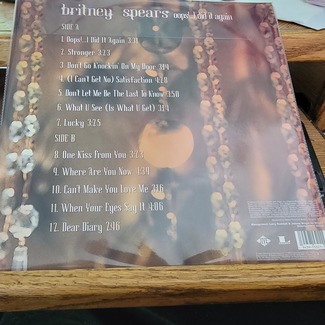 britney spears oops! I did it again
SIDE A
1. Oops!...I Did It Again 3:31
2. Stronger 3:23
3. Don't Go Knockin' On My Door 3:44
4. (I Can't Get No) Satisfaction 4:24
5. Don't Let Me Be The Last To Know 3:50
6. What U See (Is What U Get) 3:36
7. Lucky 3:25
SIDE B
8. One Kiss From You 3:23
9. Where Are You Now 4:39
10. Can't Make You Love Me 3:16
11. When Your Eyes Say It 4:06
12. Dear Diary 2:46